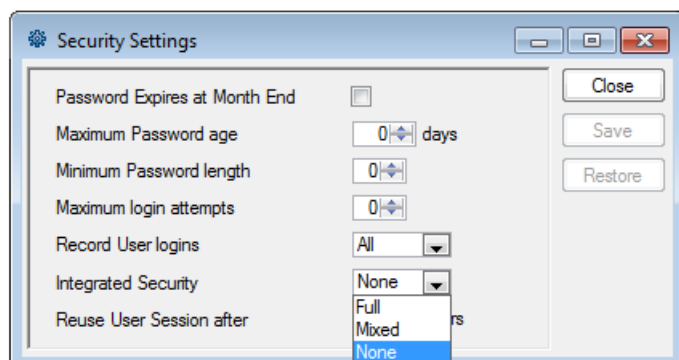 Security Settings
Password Expires at Month End
Close
Maximum Password age 0 days
Save
Minimum Password length 0
Restore
Maximum login attempts 0
Record User logins All
Integrated Security None
Full
Reuse User Session after rs
Mixed
None